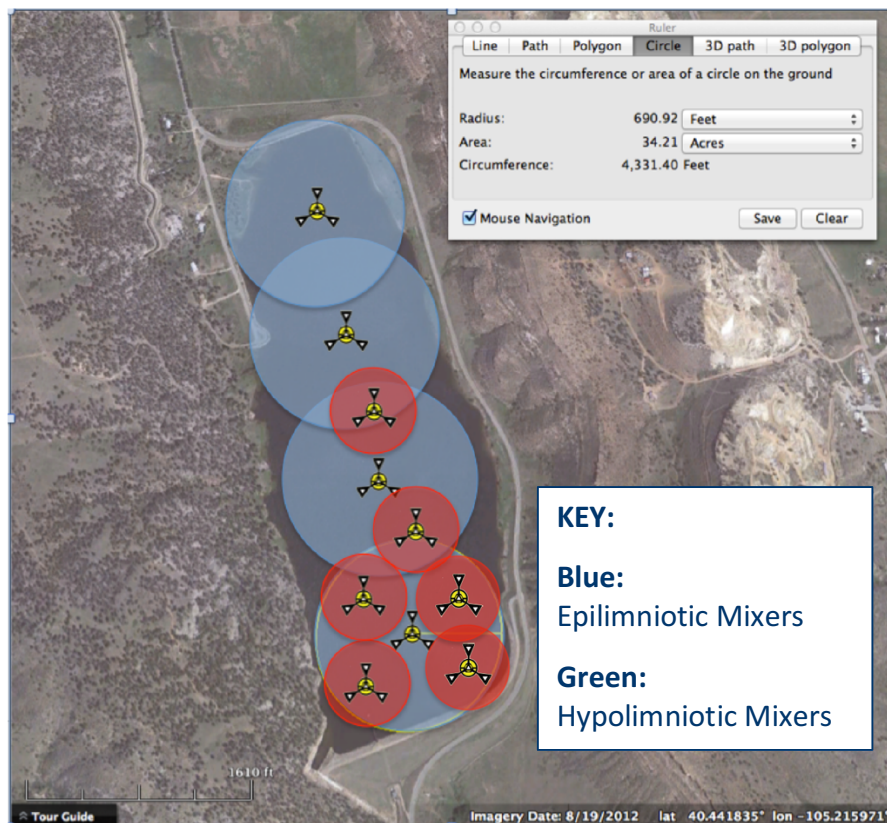 Ruler
Line Path Polygon Circle 3D path 3D polygon
Measure the circumference or area of a circle on the ground
Radius: 690.92 Feet
Area: 34.21 Acres
Circumference: 4,331.40 Feet
Mouse Navigation Save Clear
KEY:
Blue:
Epilimniotic Mixers
Green:
Hypolimniotic Mixers
1610 ft
Tour Guide
Imagery Date: 8/19/2012 lat 40.441835° lon -105.215971